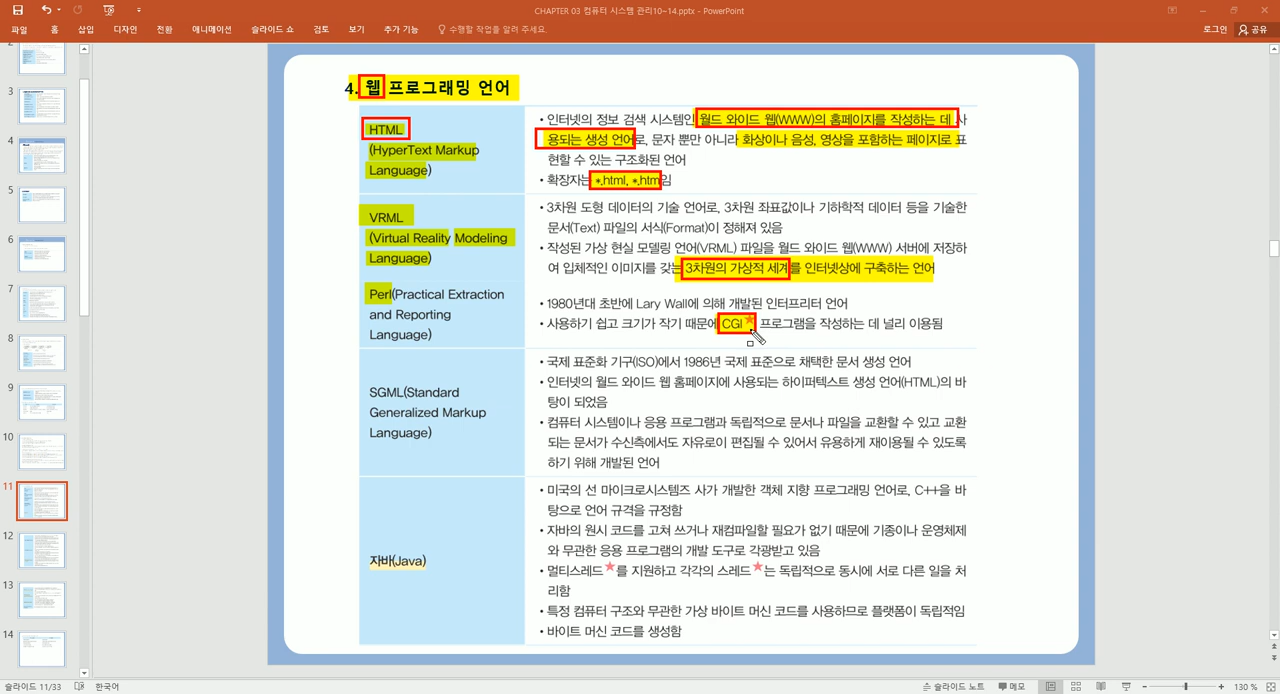 CHAPTER 03 컴퓨터 시스템 관리10~14.pptx - PowerPoint
파일 홈 삽입 디자인 전환 애니메이션 슬라이드 쇼 검토 보기 추가 기능 수행할 작업을 알려 주세요. 로그인 공유
4. 웹 프로그래밍 언어
HTML
(HyperText Markup
Language)
• 인터넷의 정보 검색 시스템인 월드 와이드 웹(WWW)의 홈페이지를 작성하는 데 사
용되는 생성 언어로, 문자 뿐만 아니라 화상이나 음성, 영상을 포함하는 페이지로 표
현할 수 있는 구조화된 언어
• 확장자는 *.html, *.htm임
VRML
(Virtual Reality Modeling
Language)
• 3차원 도형 데이터의 기술 언어로, 3차원 좌표값이나 기하학적 데이터 등을 기술한
문서(Text) 파일의 서식(Format)이 정해져 있음
• 작성된 가상 현실 모델링 언어(VRML) 파일을 월드 와이드 웹(WWW) 서버에 저장하
여 입체적인 이미지를 갖는 3차원의 가상적 세계를 인터넷상에 구축하는 언어
Perl(Practical Extraction
and Reporting
Language)
• 1980년대 초반에 Lary Wall에 의해 개발된 인터프리터 언어
• 사용하기 쉽고 크기가 작기 때문에 CGI★ 프로그램을 작성하는 데 널리 이용됨
SGML(Standard
Generalized Markup
Language)
• 국제 표준화 기구(ISO)에서 1986년 국제 표준으로 채택한 문서 생성 언어
• 인터넷의 월드 와이드 웹 홈페이지에 사용되는 하이퍼텍스트 생성 언어(HTML)의 바
탕이 되었음
• 컴퓨터 시스템이나 응용 프로그램과 독립적으로 문서나 파일을 교환할 수 있고 교환
되는 문서가 수신측에서도 자유로이 편집될 수 있어서 유용하게 재이용될 수 있도록
하기 위해 개발된 언어
자바(Java)
• 미국의 선 마이크로시스템즈 사가 개발한 객체 지향 프로그래밍 언어로, C++을 바
탕으로 언어 규격을 규정함
• 자바의 원시 코드를 고쳐 쓰거나 재컴파일할 필요가 없기 때문에 기종이나 운영체제
와 무관한 응용 프로그램의 개발 도구로 각광받고 있음
• 멀티스레드★를 지원하고 각각의 스레드★는 독립적으로 동시에 서로 다른 일을 처
리함
• 특정 컴퓨터 구조와 무관한 가상 바이트 머신 코드를 사용하므로 플랫폼이 독립적임
• 바이트 머신 코드를 생성함
3
4
5
6
7
8
9
10
11
12
13
14
슬라이드 11/33 한국어 슬라이드 노트 메모 130 %